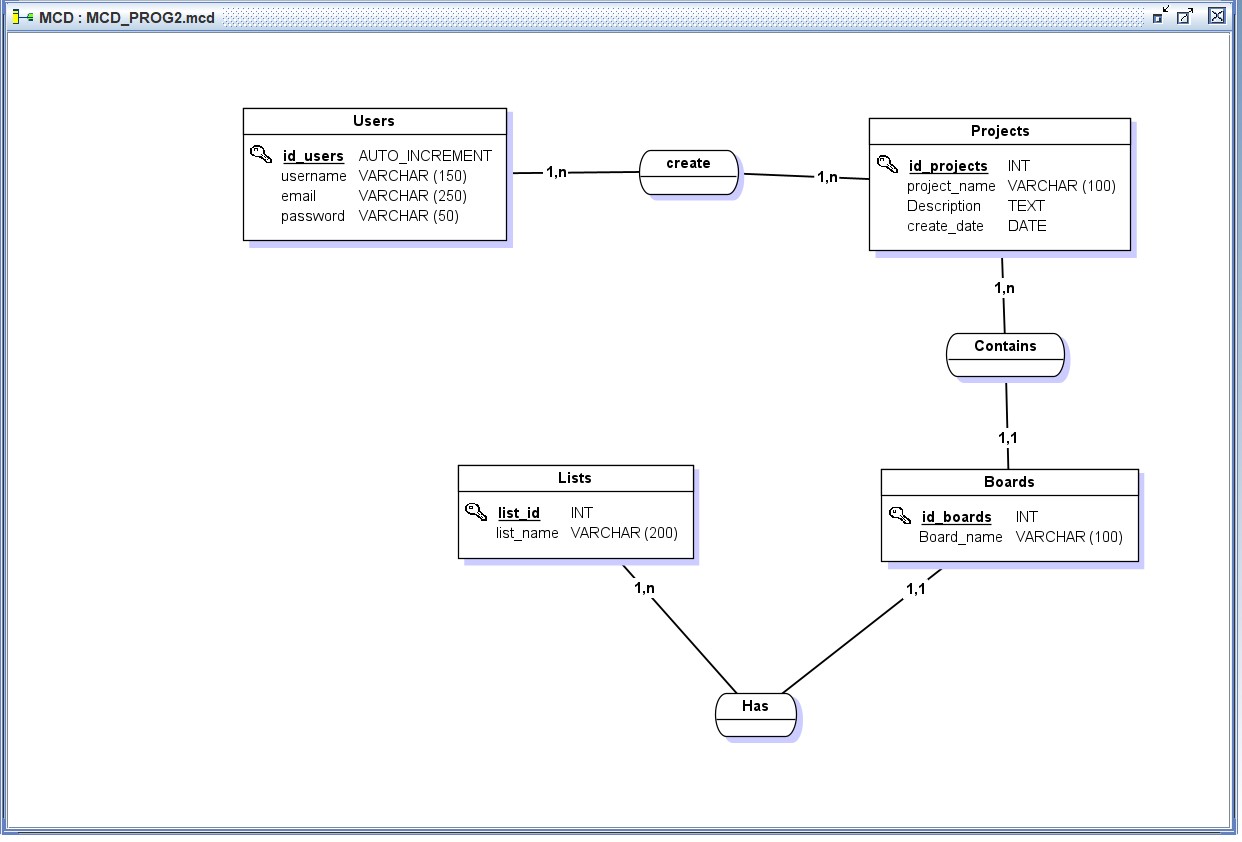 MCD : MCD_PROG2.mcd
Users
id_users AUTO_INCREMENT
username VARCHAR (150)
email VARCHAR (250)
password VARCHAR (50)
1,n
create
1,n
Projects
id_projects INT
project_name VARCHAR (100)
Description TEXT
create_date DATE
1,n
Contains
1,1
Lists
list_id INT
list_name VARCHAR (200)
Boards
id_boards INT
Board_name VARCHAR (100)
1,n
1,1
Has